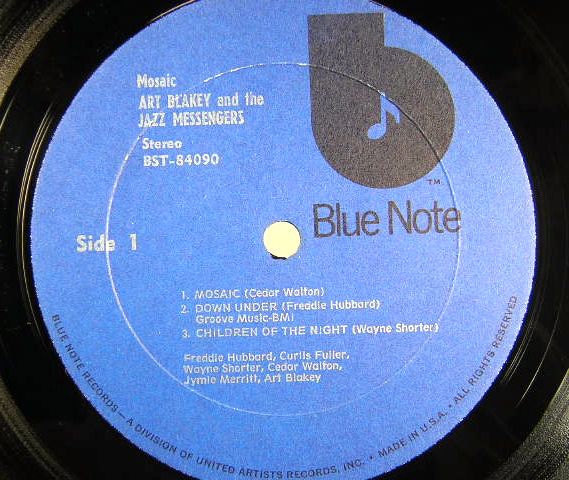 Mosaic
ART BLAKEY and the
JAZZ MESSENGERS
Stereo
BST-84090
b
TM
Blue Note
Side 1
1. MOSAIC (Cedar Walton)
2. DOWN UNDER (Freddie Hubbard)
Groove Music-BMI
3. CHILDREN OF THE NIGHT (Wayne Shorter)
Freddie Hubbard, Curtis Fuller,
Wayne Shorter, Cedar Walton,
Jymie Merritt, Art Blakey
BLUE NOTE RECORDS — A DIVISION OF UNITED ARTISTS RECORDS, INC. • MADE IN U.S.A. • ALL RIGHTS RESERVED